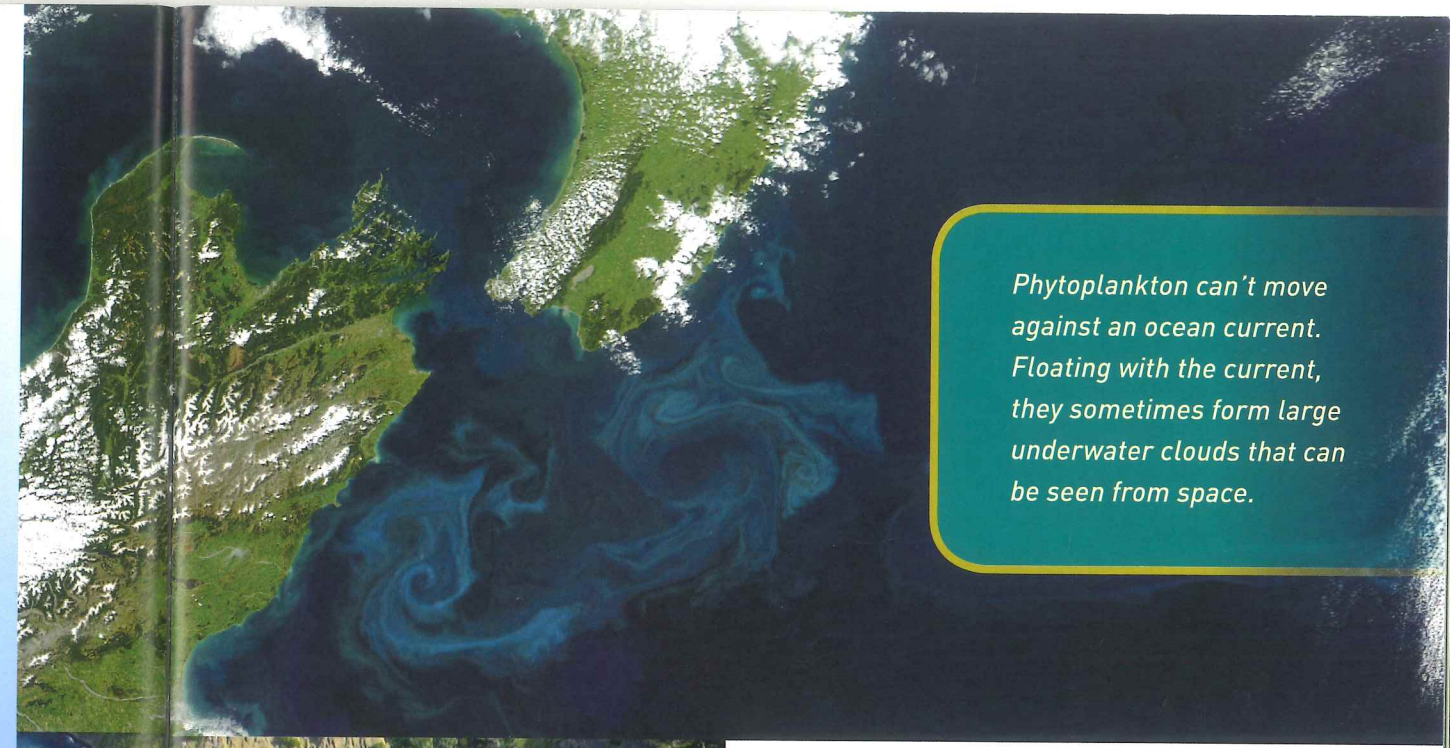 Phytoplankton can't move
against an ocean current.
Floating with the current,
they sometimes form large
underwater clouds that can
be seen from space.